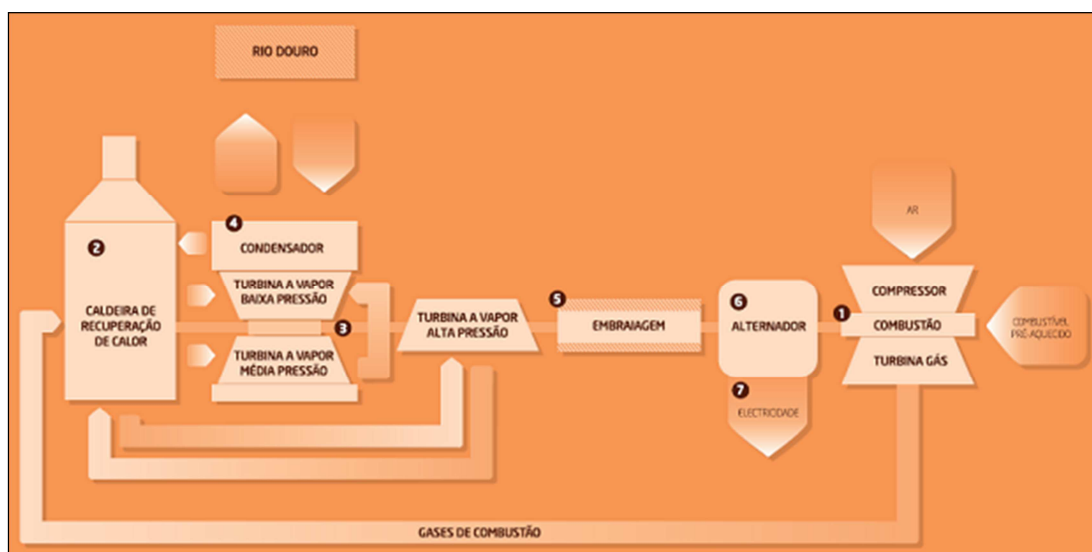 RIO DOURO
AR
4
CONDENSADOR
2
TURBINA A VAPOR
BAIXA PRESSÃO
CALDEIRA DE
RECUPERAÇÃO
DE CALOR
3
TURBINA A VAPOR
MÉDIA PRESSÃO
TURBINA A VAPOR
ALTA PRESSÃO
5
EMBRAIAGEM
6
ALTERNADOR
7
ELECTRICIDADE
1
COMPRESSOR
COMBUSTÃO
TURBINA GÁS
COMBUSTÍVEL
PRÉ-AQUECIDO
GASES DE COMBUSTÃO